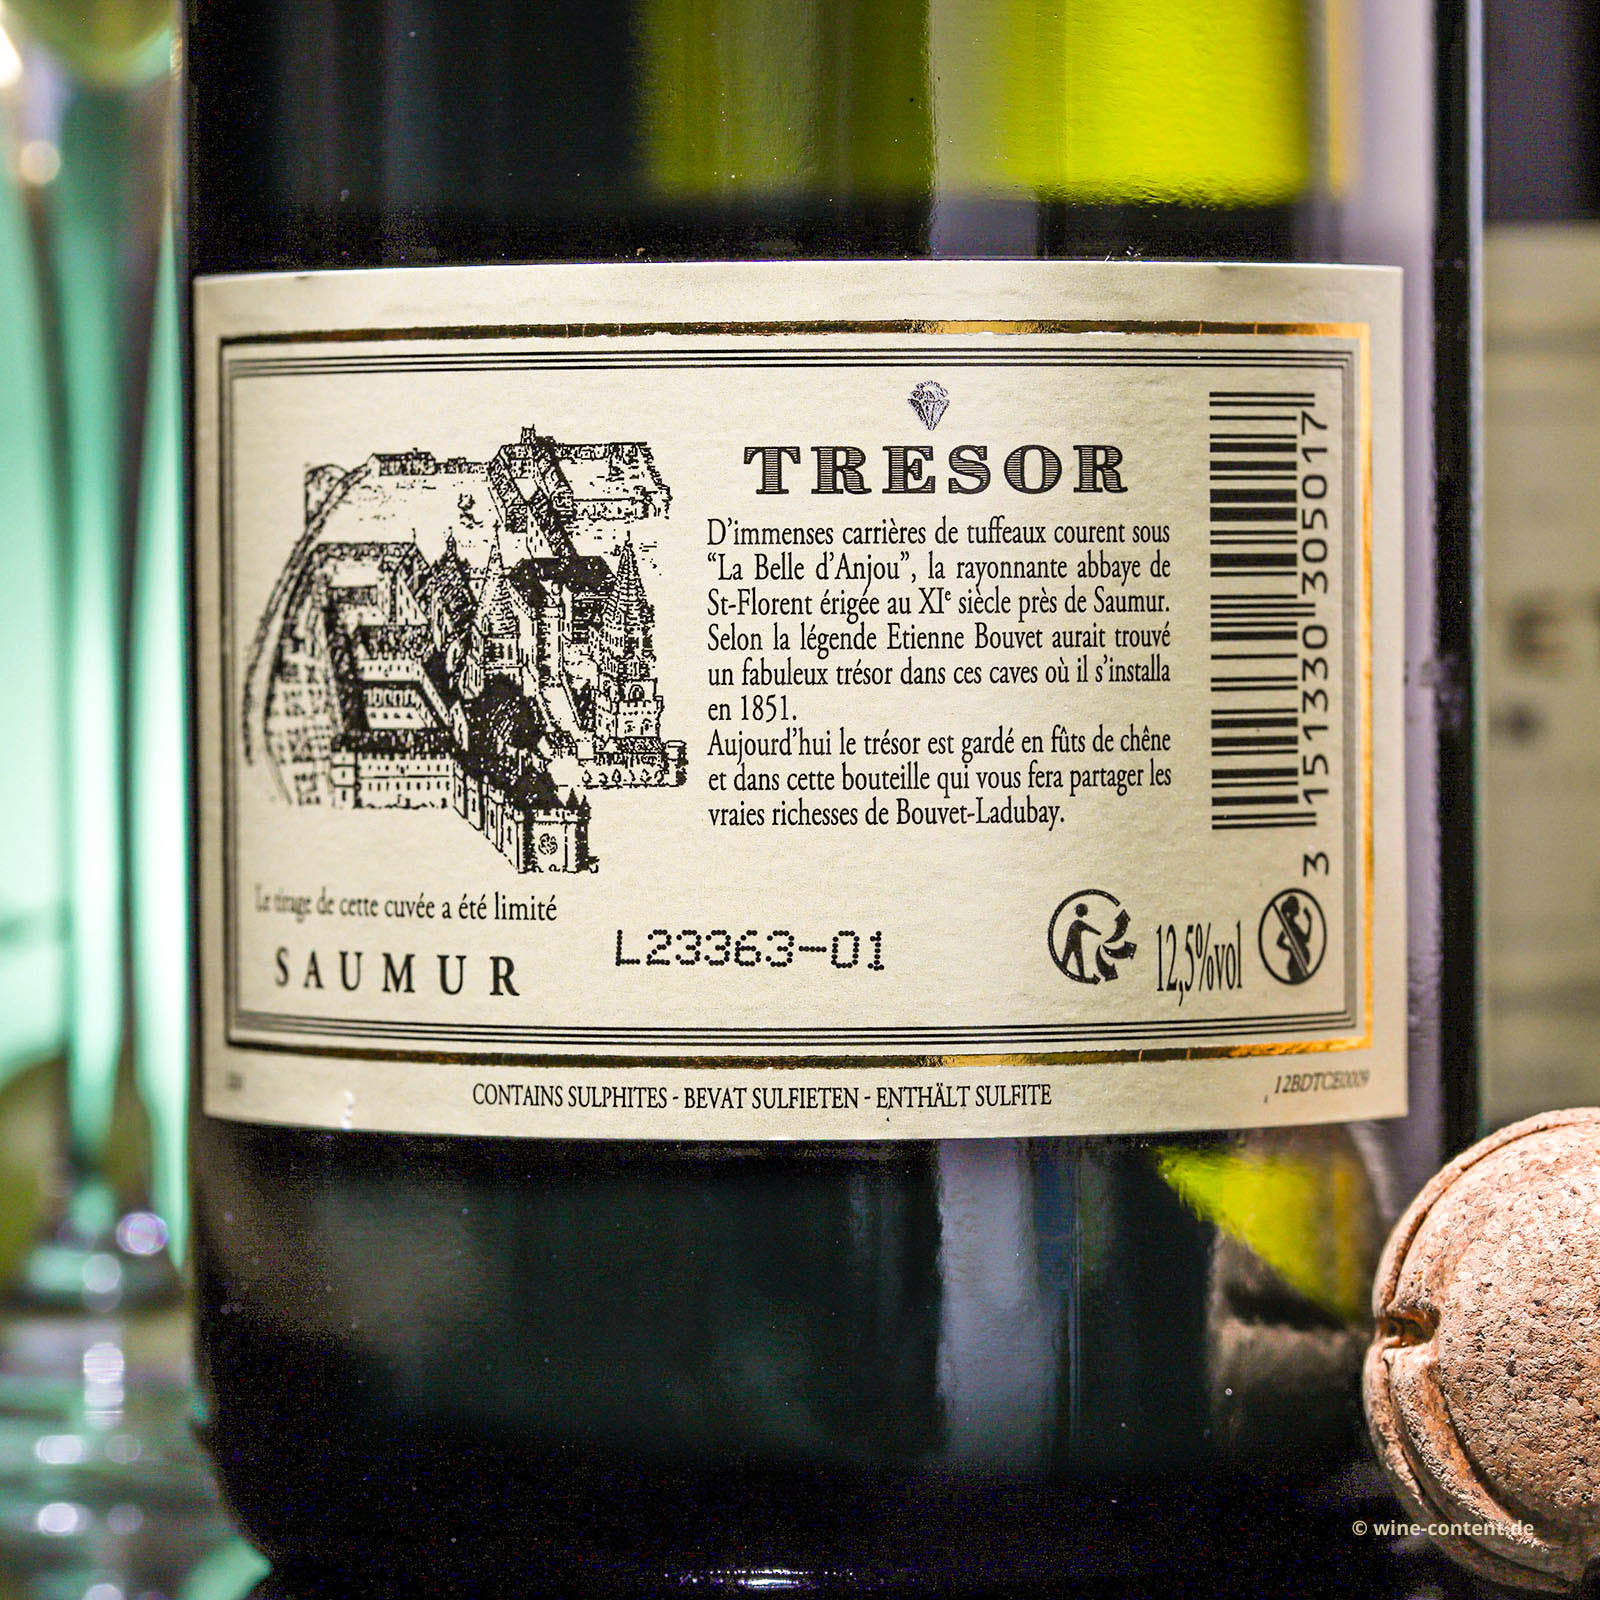 TRESOR
D'immenses carrières de tuffeaux courent sous
“La Belle d'Anjou”, la rayonnante abbaye de
St-Florent érigée au XIe siècle près de Saumur.
Selon la légende Etienne Bouvet aurait trouvé
un fabuleux trésor dans ces caves où il s'installa
en 1851.
Aujourd'hui le trésor est gardé en fûts de chêne
et dans cette bouteille qui vous fera partager les
vraies richesses de Bouvet-Ladubay.
3 151330 305017
Le tirage de cette cuvée a été limité
SAUMUR
L23363-01
12,5%vol
CONTAINS SULPHITES - BEVAT SULFIETEN - ENTHÄLT SULFITE
12BDTCE0009
© wine-content.de